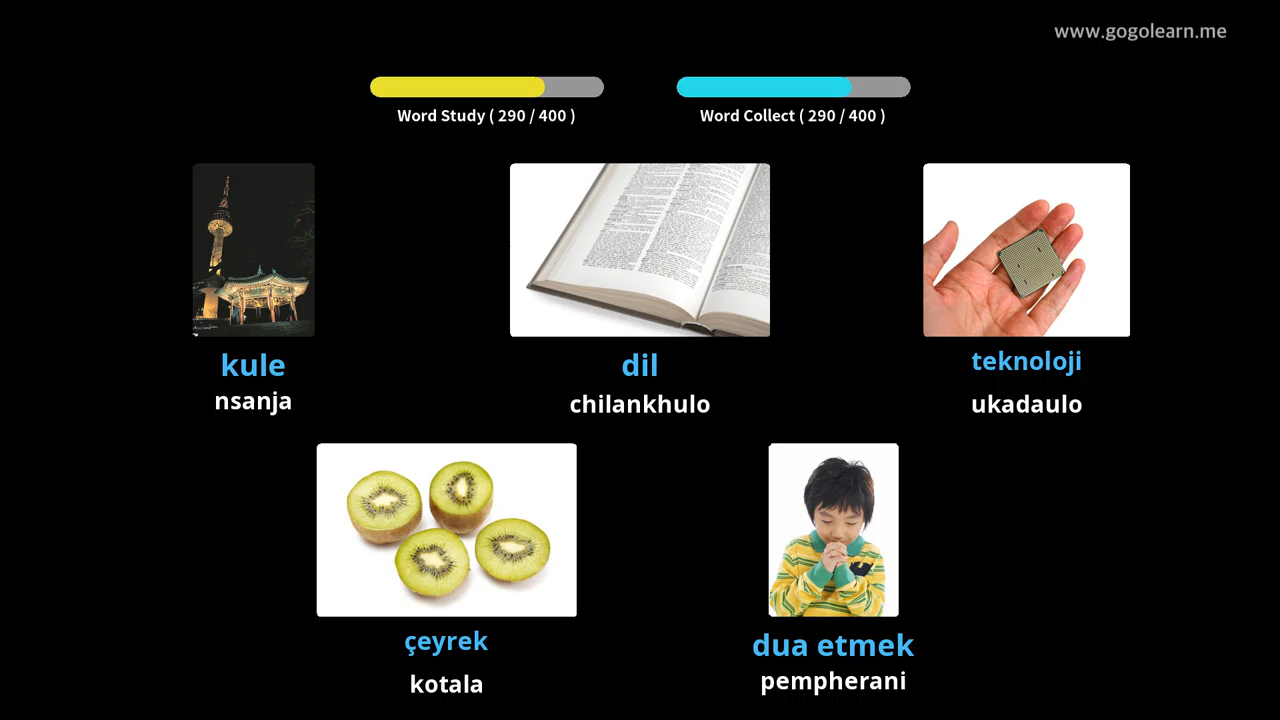 www.gogolearn.me
Word Study ( 290 / 400 )
Word Collect ( 290 / 400 )
kule
nsanja
dil
chilankhulo
teknoloji
ukadaulo
çeyrek
kotala
dua etmek
pempherani